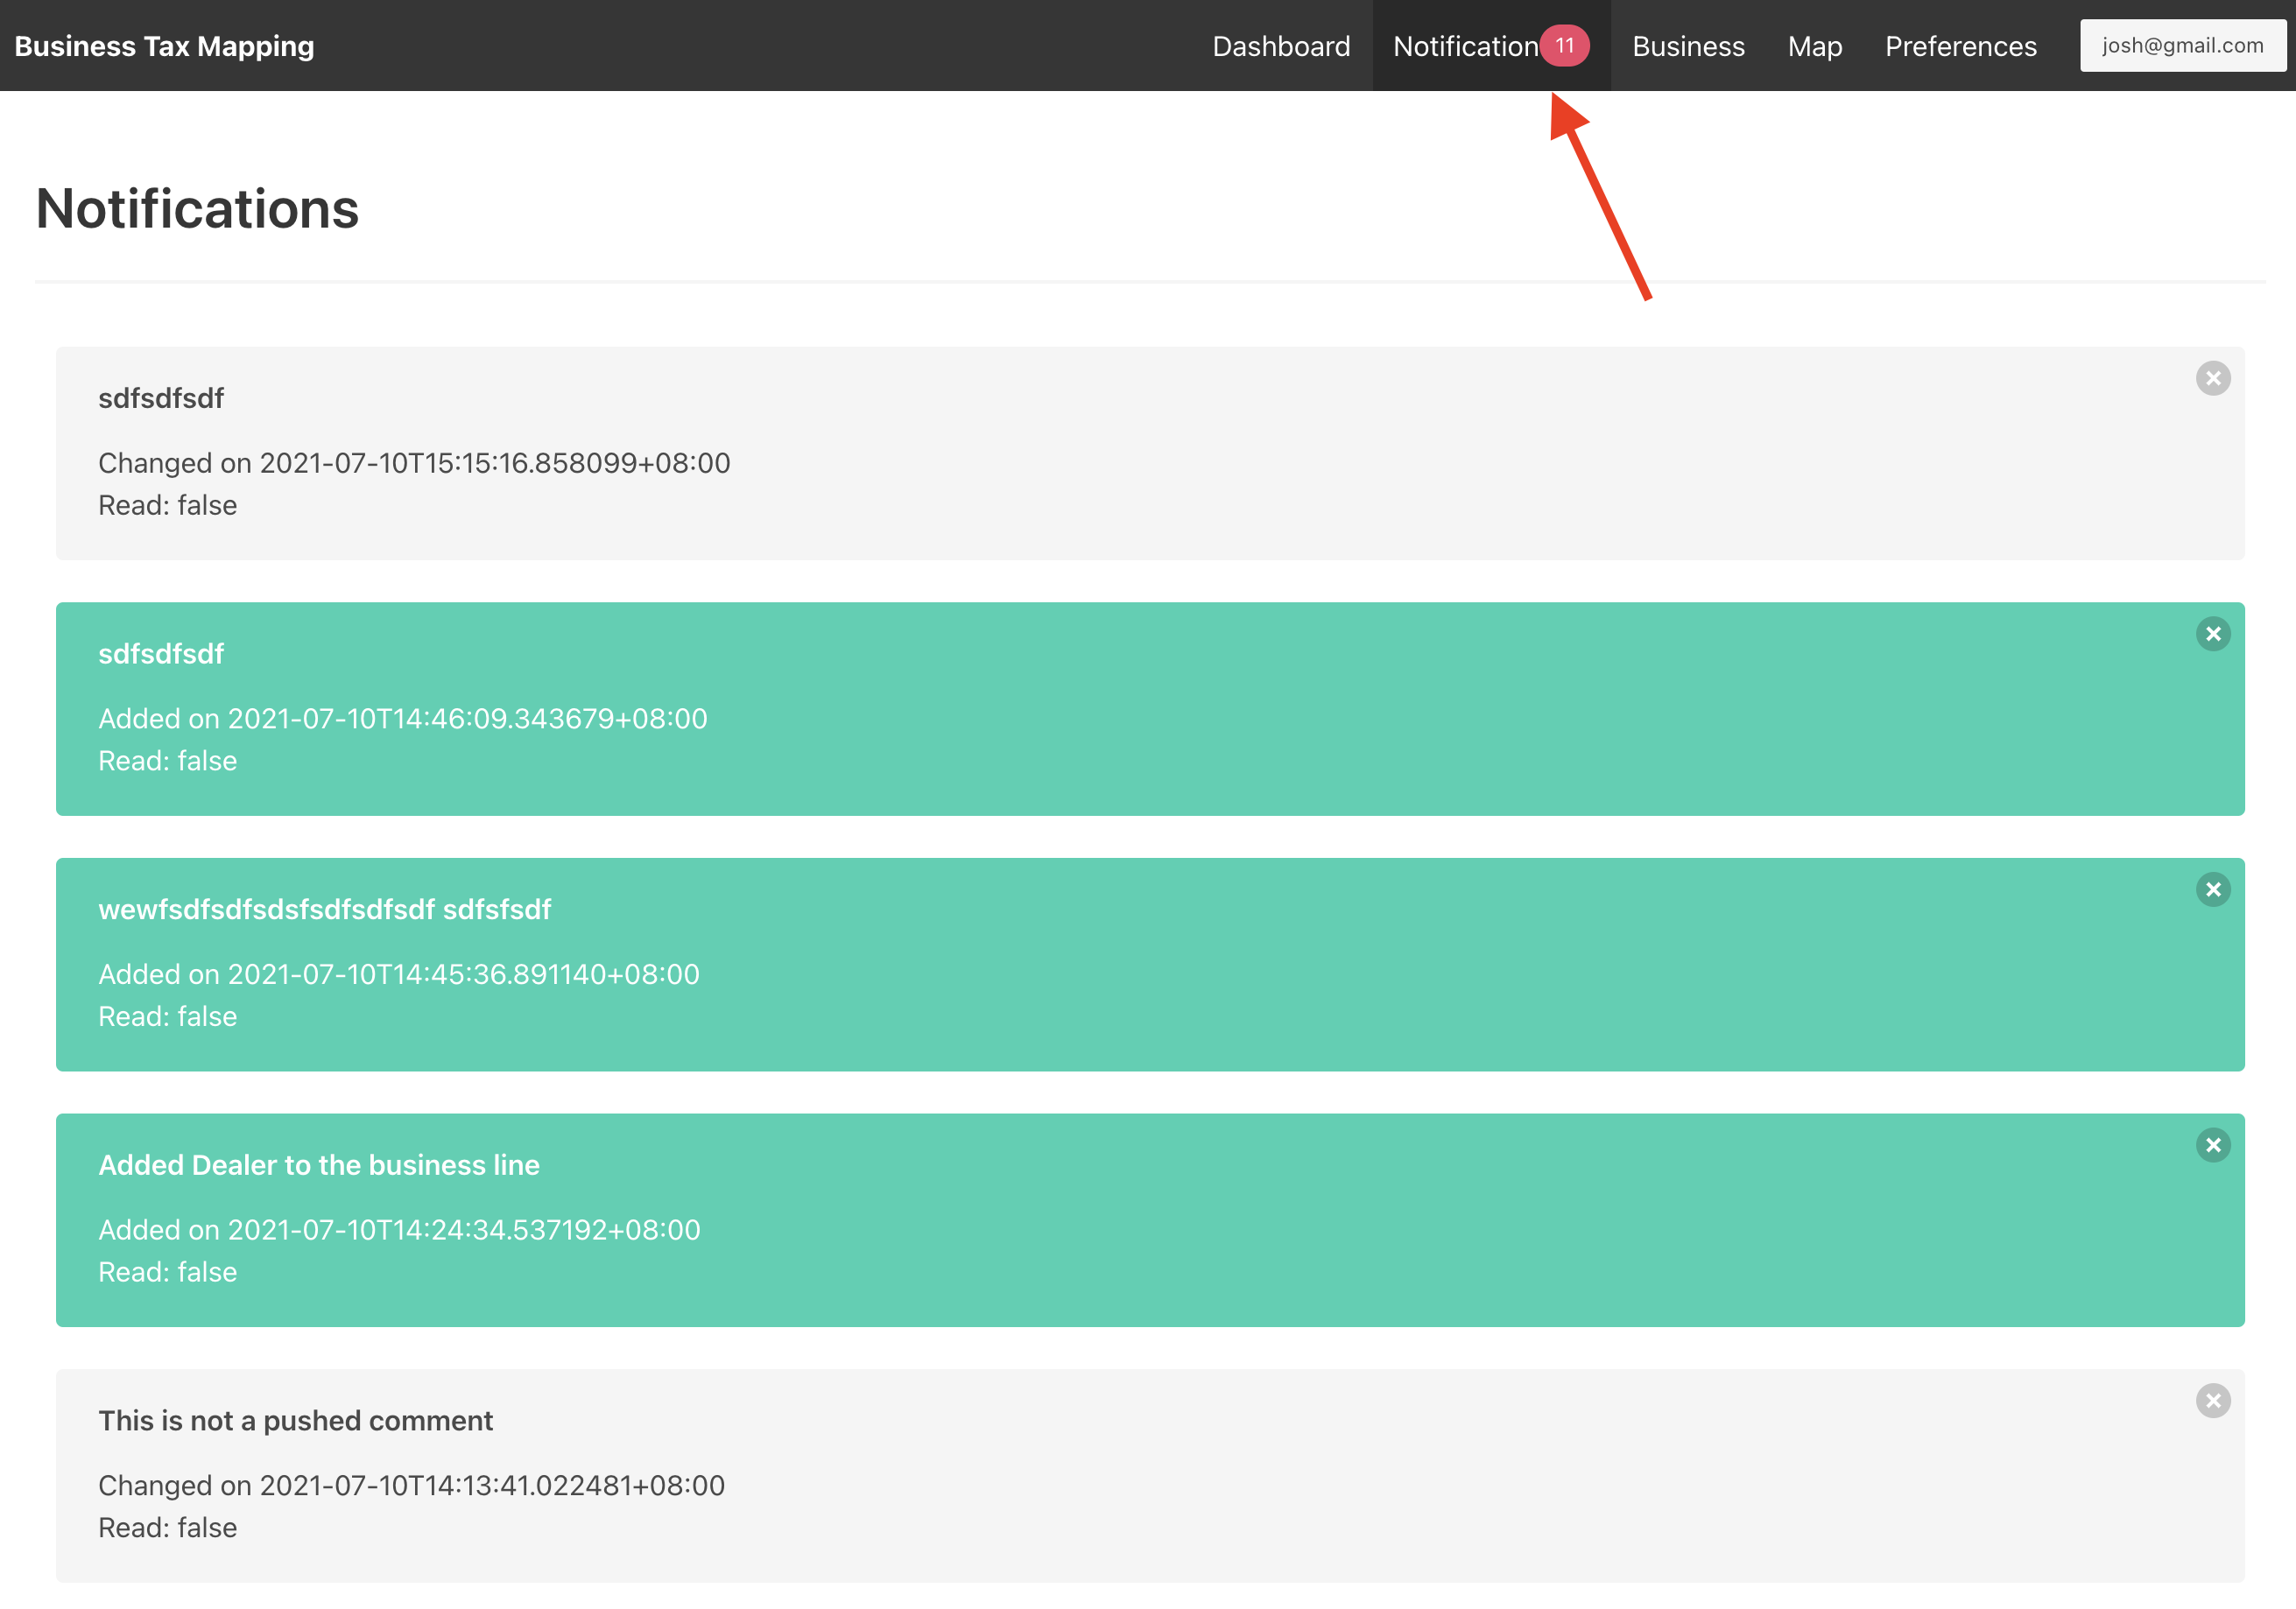 Business Tax Mapping
Dashboard
Notification 11
Business
Map
Preferences
josh@gmail.com
Notifications
sdfsdfsdf
Changed on 2021-07-10T15:15:16.858099+08:00
Read: false
sdfsdfsdf
Added on 2021-07-10T14:46:09.343679+08:00
Read: false
wewfsdfsdfsdsfsdfsdfsdf sdfsfsdf
Added on 2021-07-10T14:45:36.891140+08:00
Read: false
Added Dealer to the business line
Added on 2021-07-10T14:24:34.537192+08:00
Read: false
This is not a pushed comment
Changed on 2021-07-10T14:13:41.022481+08:00
Read: false